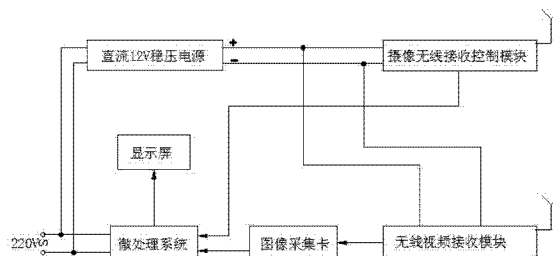 直流12V稳压电源
+
-
摄像无线接收控制模块
显示屏
220V
微处理系统
图像采集卡
无线视频接收模块